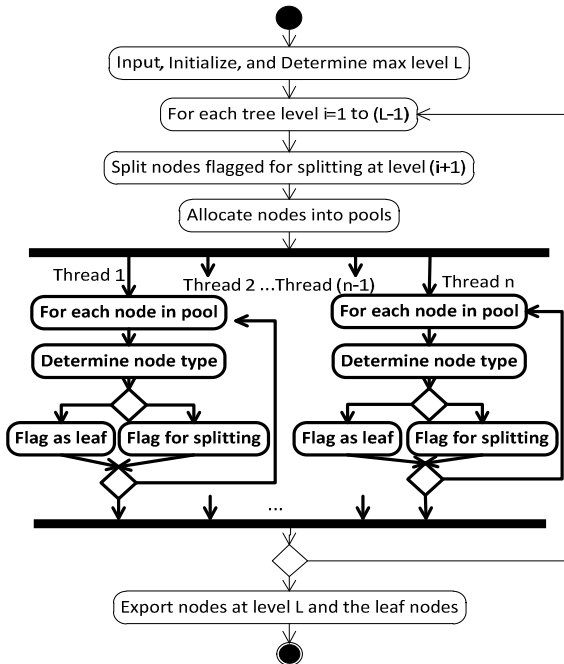 Input, Initialize, and Determine max level L
For each tree level i=1 to (L-1)
Split nodes flagged for splitting at level (i+1)
Allocate nodes into pools
Thread 1
Thread 2 ...Thread (n-1)
Thread n
For each node in pool
For each node in pool
Determine node type
Determine node type
Flag as leaf
Flag for splitting
Flag as leaf
Flag for splitting
...
Export nodes at level L and the leaf nodes